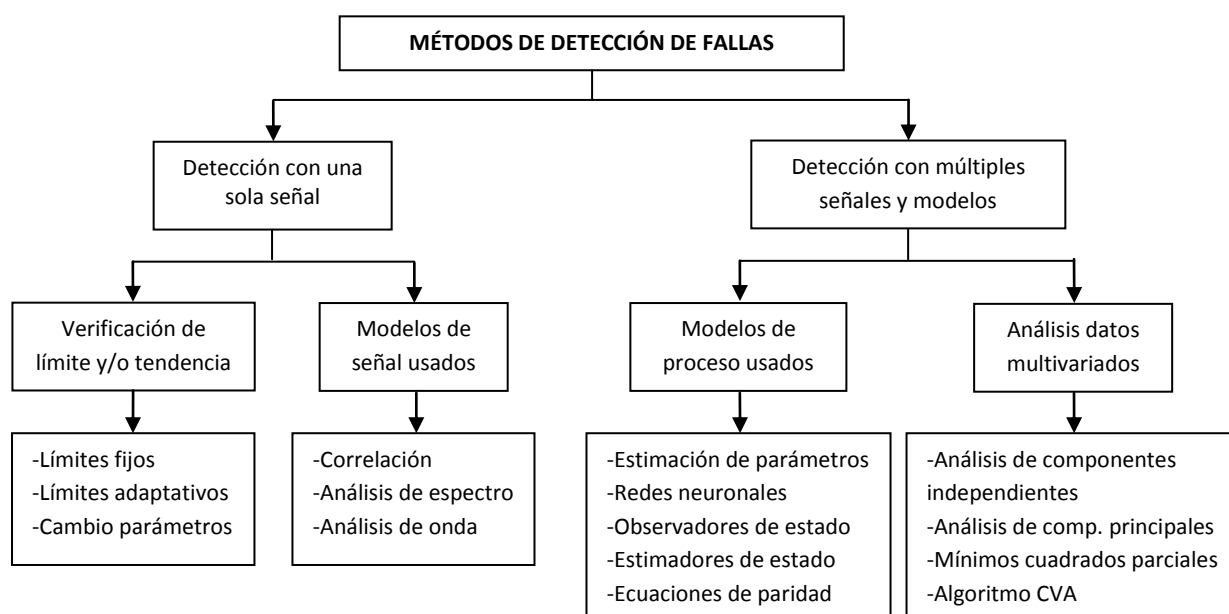 MÉTODOS DE DETECCIÓN DE FALLAS
Detección con una
sola señal
Detección con múltiples
señales y modelos
Verificación de
límite y/o tendencia
Modelos de
señal usados
Modelos de
proceso usados
Análisis datos
multivariados
-Límites fijos
-Límites adaptativos
-Cambio parámetros
-Correlación
-Análisis de espectro
-Análisis de onda
-Estimación de parámetros
-Redes neuronales
-Observadores de estado
-Estimadores de estado
-Ecuaciones de paridad
-Análisis de componentes
independientes
-Análisis de comp. principales
-Mínimos cuadrados parciales
-Algoritmo CVA